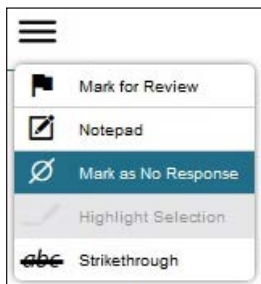 Mark for Review
Notepad
Mark as No Response
Highlight Selection
abc Strikethrough